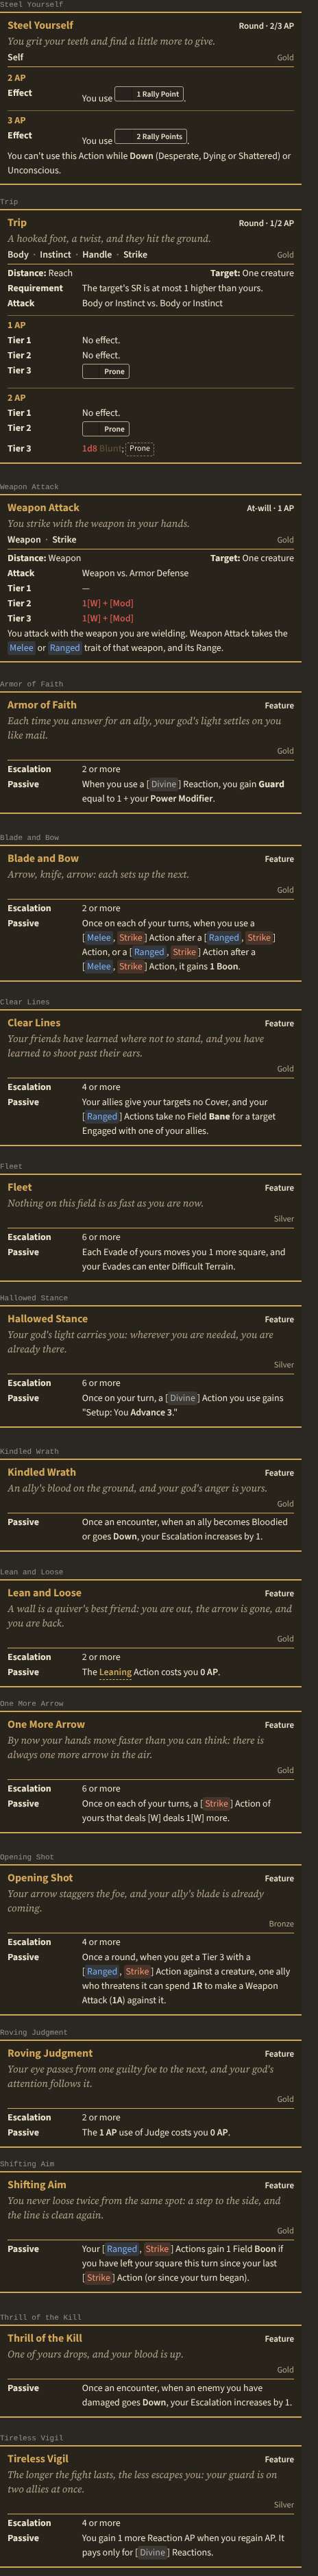 Steel Yourself
Steel Yourself Round · 2/3 AP
You grit your teeth and find a little more to give.
Self Gold
2 AP
Effect You use 1 Rally Point.
3 AP
Effect You use 2 Rally Points.
You can't use this Action while Down (Desperate, Dying or Shattered) or
Unconscious.
Trip
Trip Round · 1/2 AP
A hooked foot, a twist, and they hit the ground.
Body · Instinct · Handle · Strike Gold
Distance: Reach Target: One creature
Requirement The target's SR is at most 1 higher than yours.
Attack Body or Instinct vs. Body or Instinct
1 AP
Tier 1 No effect.
Tier 2 No effect.
Tier 3 Prone
2 AP
Tier 1 No effect.
Tier 2 Prone
Tier 3 1d8 Blunt; Prone
Weapon Attack
Weapon Attack At-will · 1 AP
You strike with the weapon in your hands.
Weapon · Strike Gold
Distance: Weapon Target: One creature
Attack Weapon vs. Armor Defense
Tier 1 —
Tier 2 1[W] + [Mod]
Tier 3 1[W] + [Mod]
You attack with the weapon you are wielding. Weapon Attack takes the
Melee or Ranged trait of that weapon, and its Range.
Armor of Faith
Armor of Faith Feature
Each time you answer for an ally, your god's light settles on you
like mail.
Gold
Escalation 2 or more
Passive When you use a [Divine] Reaction, you gain Guard
equal to 1 + your Power Modifier.
Blade and Bow
Blade and Bow Feature
Arrow, knife, arrow: each sets up the next.
Gold
Escalation 2 or more
Passive Once on each of your turns, when you use a
[Melee, Strike] Action after a [Ranged, Strike]
Action, or a [Ranged, Strike] Action after a
[Melee, Strike] Action, it gains 1 Boon.
Clear Lines
Clear Lines Feature
Your friends have learned where not to stand, and you have
learned to shoot past their ears.
Gold
Escalation 4 or more
Passive Your allies give your targets no Cover, and your
[Ranged] Actions take no Field Bane for a target
Engaged with one of your allies.
Fleet
Fleet Feature
Nothing on this field is as fast as you are now.
Silver
Escalation 6 or more
Passive Each Evade of yours moves you 1 more square, and
your Evades can enter Difficult Terrain.
Hallowed Stance
Hallowed Stance Feature
Your god's light carries you: wherever you are needed, you are
already there.
Silver
Escalation 6 or more
Passive Once on your turn, a [Divine] Action you use gains
"Setup: You Advance 3."
Kindled Wrath
Kindled Wrath Feature
An ally's blood on the ground, and your god's anger is yours.
Gold
Passive Once an encounter, when an ally becomes Bloodied
or goes Down, your Escalation increases by 1.
Lean and Loose
Lean and Loose Feature
A wall is a quiver's best friend: you are out, the arrow is gone, and
you are back.
Gold
Escalation 2 or more
Passive The Leaning Action costs you 0 AP.
One More Arrow
One More Arrow Feature
By now your hands move faster than you can think: there is
always one more arrow in the air.
Gold
Escalation 6 or more
Passive Once on each of your turns, a [Strike] Action of
yours that deals [W] deals 1[W] more.
Opening Shot
Opening Shot Feature
Your arrow staggers the foe, and your ally's blade is already
coming.
Bronze
Escalation 4 or more
Passive Once a round, when you get a Tier 3 with a
[Ranged, Strike] Action against a creature, one ally
who threatens it can spend 1R to make a Weapon
Attack (1A) against it.
Roving Judgment
Roving Judgment Feature
Your eye passes from one guilty foe to the next, and your god's
attention follows it.
Gold
Escalation 2 or more
Passive The 1 AP use of Judge costs you 0 AP.
Shifting Aim
Shifting Aim Feature
You never loose twice from the same spot: a step to the side, and
the line is clean again.
Gold
Passive Your [Ranged, Strike] Actions gain 1 Field Boon if
you have left your square this turn since your last
[Strike] Action (or since your turn began).
Thrill of the Kill
Thrill of the Kill Feature
One of yours drops, and your blood is up.
Gold
Passive Once an encounter, when an enemy you have
damaged goes Down, your Escalation increases by 1.
Tireless Vigil
Tireless Vigil Feature
The longer the fight lasts, the less escapes you: your guard is on
two allies at once.
Silver
Escalation 4 or more
Passive You gain 1 more Reaction AP when you regain AP. It
pays only for [Divine] Reactions.